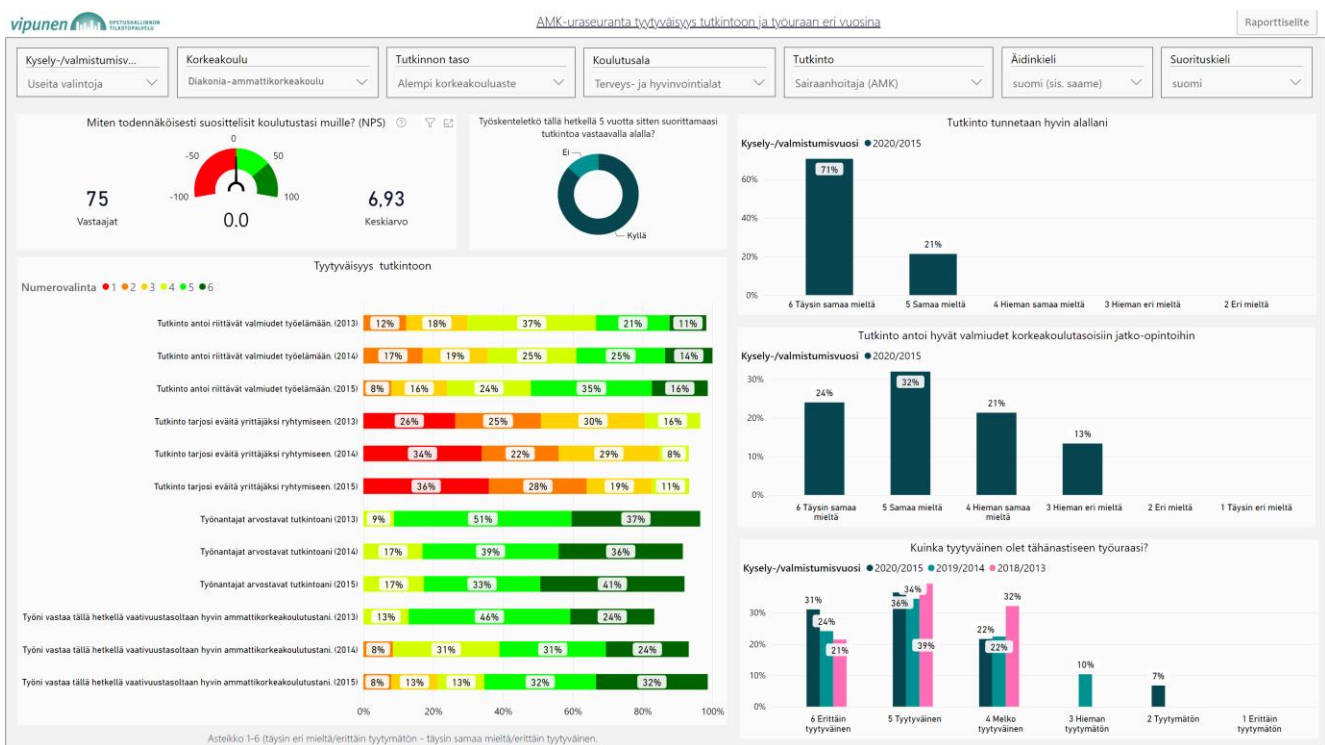 vipunen OPETUSHALLINNON
TILASTOPALVELU
AMK-uraseuranta tyytyväisyys tutkintoon ja työuraan eri vuosina
Raporttiselite
Kysely-/valmistumisv...
Useita valintoja
Korkeakoulu
Diakonia-ammattikorkeakoulu
Tutkinnon taso
Alempi korkeakouluaste
Koulutusala
Terveys- ja hyvinvointialat
Tutkinto
Sairaanhoitaja (AMK)
Äidinkieli
suomi (sis. saame)
Suorituskieli
suomi
Miten todennäköisesti suosittelisit koulutustasi muille? (NPS)
0
-50 50
-100 100
0.0
75
Vastaajat
6,93
Keskiarvo
Työskenteletkö tällä hetkellä 5 vuotta sitten suorittamaasi
tutkintoa vastaavalla alalla?
Ei
Kyllä
Tyytyväisyys tutkintoon
Numerovalinta 1 2 3 4 5 6
Tutkinto antoi riittävät valmiudet työelämään. (2013) 12% 18% 37% 21% 11%
Tutkinto antoi riittävät valmiudet työelämään. (2014) 17% 19% 25% 25% 14%
Tutkinto antoi riittävät valmiudet työelämään. (2015) 8% 16% 24% 35% 16%
Tutkinto tarjosi eväitä yrittäjäksi ryhtymiseen. (2013) 26% 25% 30% 16%
Tutkinto tarjosi eväitä yrittäjäksi ryhtymiseen. (2014) 34% 22% 29% 8%
Tutkinto tarjosi eväitä yrittäjäksi ryhtymiseen. (2015) 36% 28% 19% 11%
Työnantajat arvostavat tutkintoani (2013) 9% 51% 37%
Työnantajat arvostavat tutkintoani (2014) 17% 39% 36%
Työnantajat arvostavat tutkintoani (2015) 17% 33% 41%
Työni vastaa tällä hetkellä vaativuustasoltaan hyvin ammattikorkeakoulutustani. (2013) 13% 46% 24%
Työni vastaa tällä hetkellä vaativuustasoltaan hyvin ammattikorkeakoulutustani. (2014) 8% 31% 31% 24%
Työni vastaa tällä hetkellä vaativuustasoltaan hyvin ammattikorkeakoulutustani. (2015) 8% 13% 13% 32% 32%
0% 20% 40% 60% 80% 100%
Asteikko 1-6 (täysin eri mieltä/erittäin tyytymätön - täysin samaa mieltä/erittäin tyytyväinen.
Tutkinto tunnetaan hyvin alallani
Kysely-/valmistumisvuosi 2020/2015
71%
60%
40%
21%
20%
0%
6 Täysin samaa mieltä 5 Samaa mieltä 4 Hieman samaa mieltä 3 Hieman eri mieltä 2 Eri mieltä
Tutkinto antoi hyvät valmiudet korkeakoulutasoisiin jatko-opintoihin
Kysely-/valmistumisvuosi 2020/2015
30%
20%
10%
0%
24% 32% 21% 13%
6 Täysin samaa
mieltä
5 Samaa mieltä
4 Hieman samaa
mieltä
3 Hieman eri mieltä
2 Eri mieltä
1 Täysin eri mieltä
Kuinka tyytyväinen olet tähänastiseen työuraasi?
Kysely-/valmistumisvuosi 2020/2015 2019/2014 2018/2013
30%
20%
10%
0%
31% 24% 21%
36% 34% 39%
22% 22% 32%
10%
7%
6 Erittäin
tyytyväinen
5 Tyytyväinen
4 Melko
tyytyväinen
3 Hieman
tyytymätön
2 Tyytymätön
1 Erittäin
tyytymätön